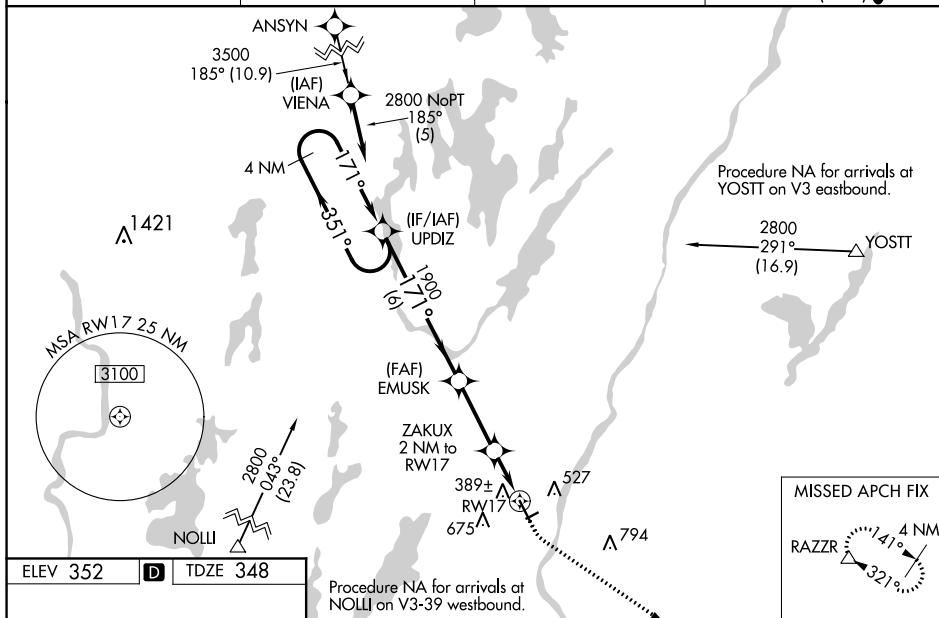 ANSYN
3500
185° (10.9)
(IAF)
VIENA
2800 NoPT
185°
(5)
4 NM
171°
351°
(IF/IAF)
UPDIZ
1421
Procedure NA for arrivals at
YOSTT on V3 eastbound.
2800
291°
(16.9)
YOSTT
1900
171°
(6)
MSA RW17 25 NM
3100
(FAF)
EMUSK
ZAKUX
2 NM to
RW17
2800
043°
(23.8)
NOLLI
389±
RW17
675
527
794
MISSED APCH FIX
4 NM
141°
RAZZR
321°
ELEV 352
D
TDZE 348
Procedure NA for arrivals at
NOLLI on V3-39 westbound.